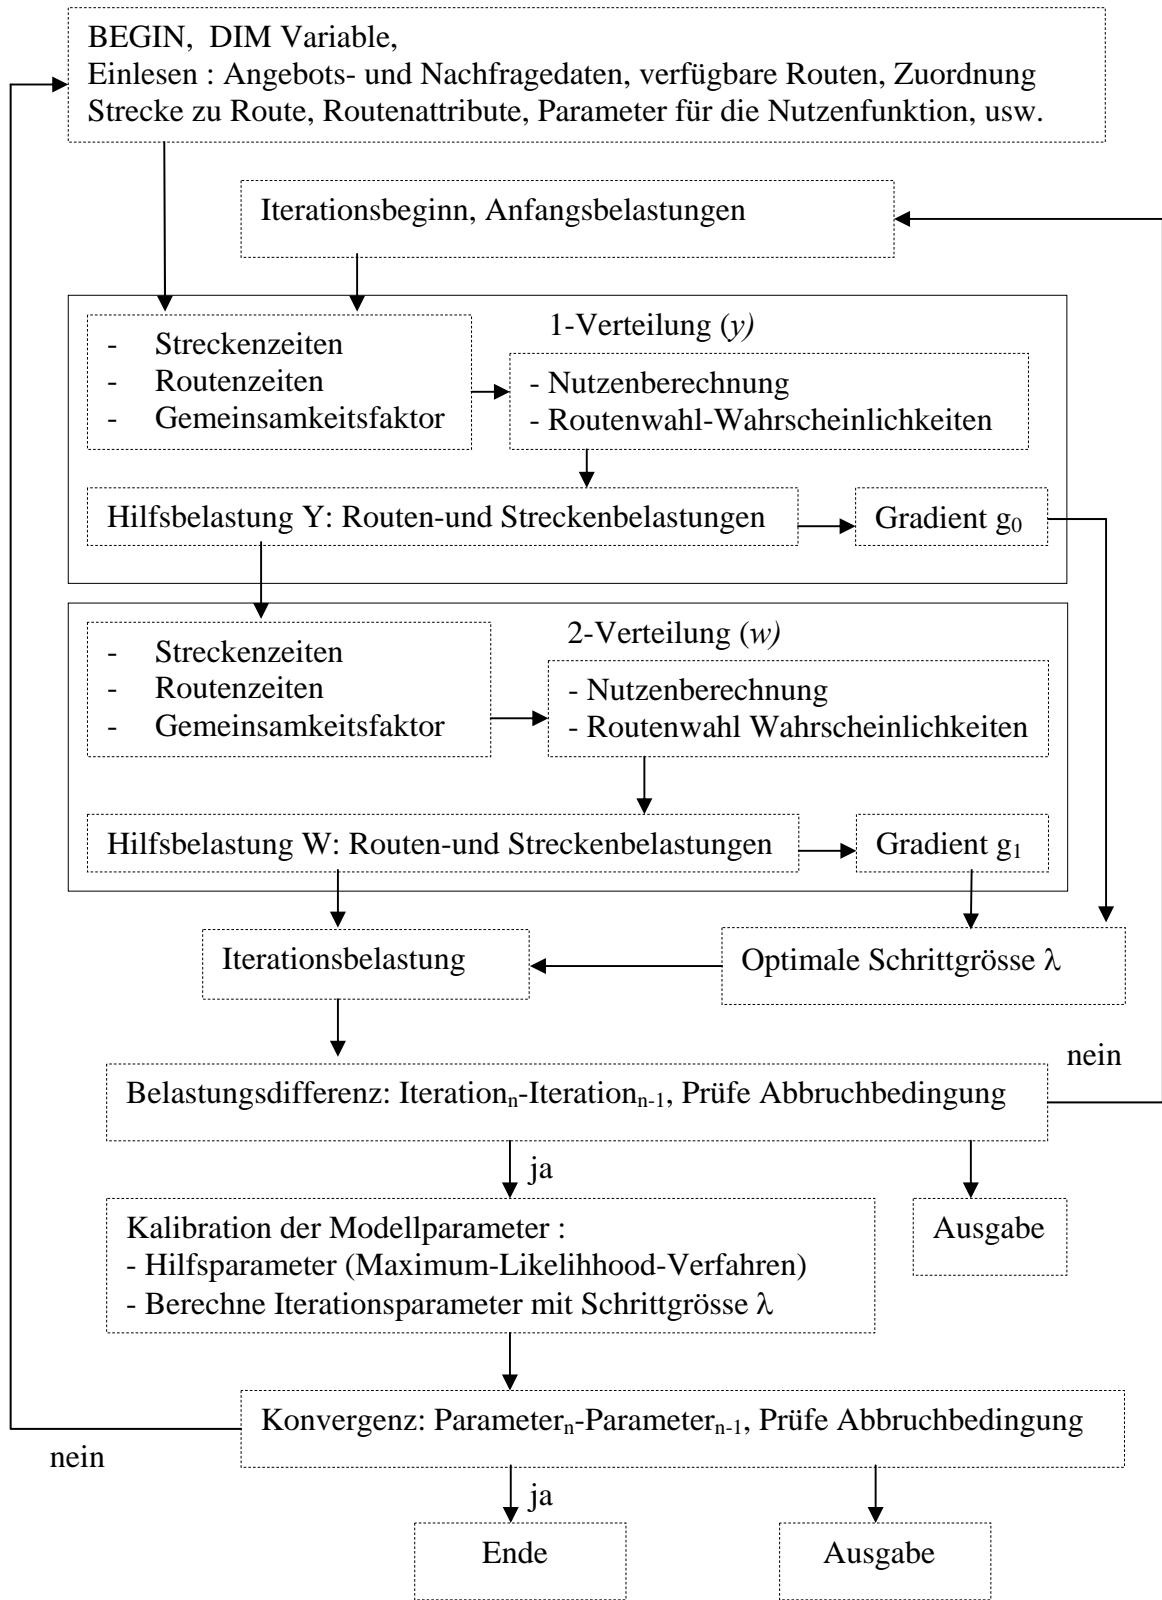 BEGIN, DIM Variable,
Einlesen : Angebots- und Nachfragedaten, verfügbare Routen, Zuordnung
Strecke zu Route, Routenattribute, Parameter für die Nutzenfunktion, usw.
Iterationsbeginn, Anfangsbelastungen
1-Verteilung (y)
- Streckenzeiten
- Routenzeiten
- Gemeinsamkeitsfaktor
- Nutzenberechnung
- Routenwahl-Wahrscheinlichkeiten
Hilfsbelastung Y: Routen-und Streckenbelastungen
Gradient g0
2-Verteilung (w)
- Streckenzeiten
- Routenzeiten
- Gemeinsamkeitsfaktor
- Nutzenberechnung
- Routenwahl Wahrscheinlichkeiten
Hilfsbelastung W: Routen-und Streckenbelastungen
Gradient g1
Iterationsbelastung
Optimale Schrittgrösse λ
nein
Belastungsdifferenz: Iterationn-Iterationn-1, Prüfe Abbruchbedingung
ja
Ausgabe
Kalibration der Modellparameter :
- Hilfsparameter (Maximum-Likelihhood-Verfahren)
- Berechne Iterationsparameter mit Schrittgrösse λ
Konvergenz: Parametern-Parametern-1, Prüfe Abbruchbedingung
nein
ja
Ende
Ausgabe